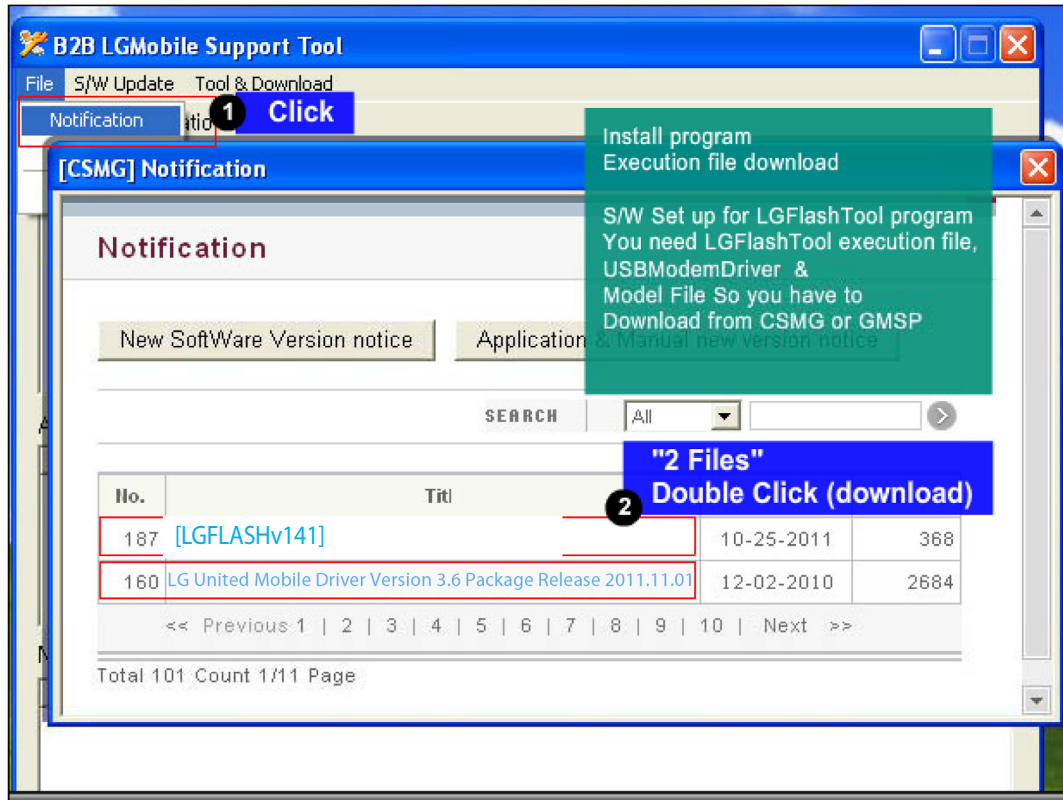 B2B LGMobile Support Tool
File S/W Update Tool & Download
Notification
1 Click
Install program
Execution file download
S/W Set up for LGFlashTool program
You need LGFlashTool execution file,
USBModemDriver &
Model File So you have to
Download from CSMG or GMSP
[CSMG] Notification
Notification
New SoftWare Version notice
Application & Manual new version notice
SEARCH All
"2 Files"
2 Double Click (download)
No. Titl
187 [LGFLASHv141] 10-25-2011 368
160 LG United Mobile Driver Version 3.6 Package Release 2011.11.01 12-02-2010 2684
<< Previous 1 | 2 | 3 | 4 | 5 | 6 | 7 | 8 | 9 | 10 | Next >>
Total 101 Count 1/11 Page